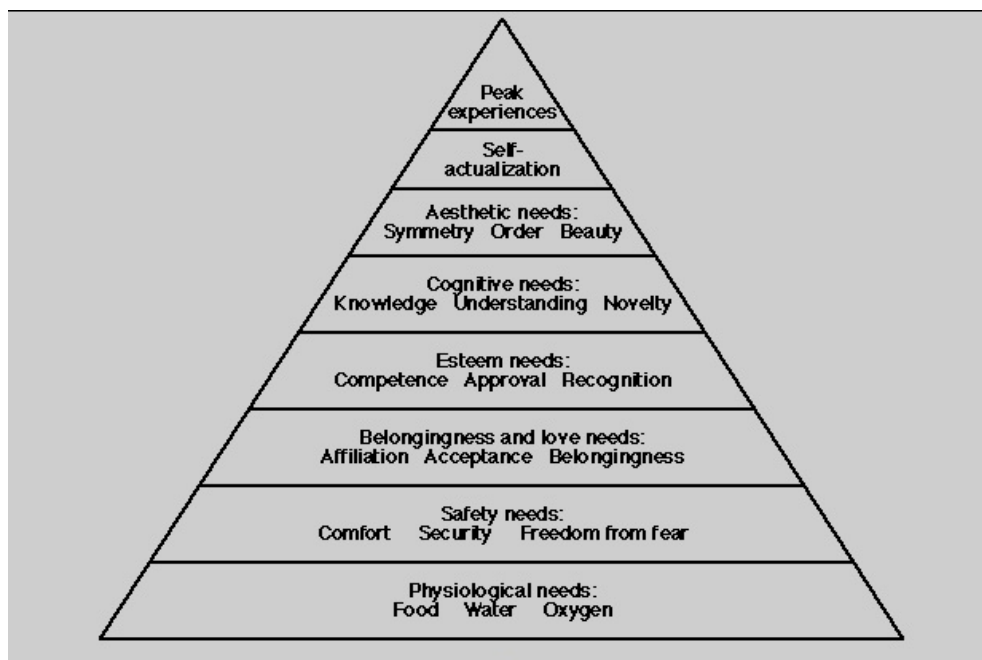 Peak
experiences
Self-
actualization
Aesthetic needs:
Symmetry Order Beauty
Cognitive needs:
Knowledge Understanding Novelty
Esteem needs:
Competence Approval Recognition
Belongingness and love needs:
Affiliation Acceptance Belongingness
Safety needs:
Comfort Security Freedom from fear
Physiological needs:
Food Water Oxygen